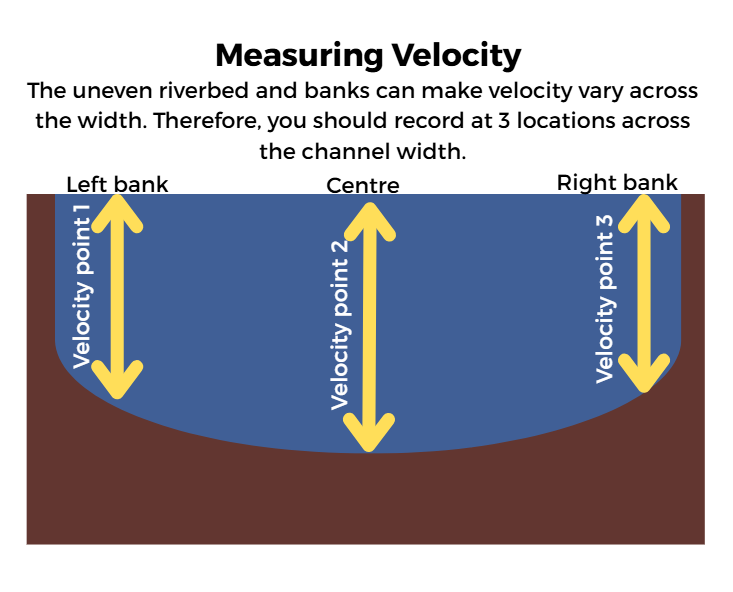 Measuring Velocity
The uneven riverbed and banks can make velocity vary across
the width. Therefore, you should record at 3 locations across
the channel width.
Left bank
Centre
Right bank
Velocity point 1
Velocity point 2
Velocity point 3